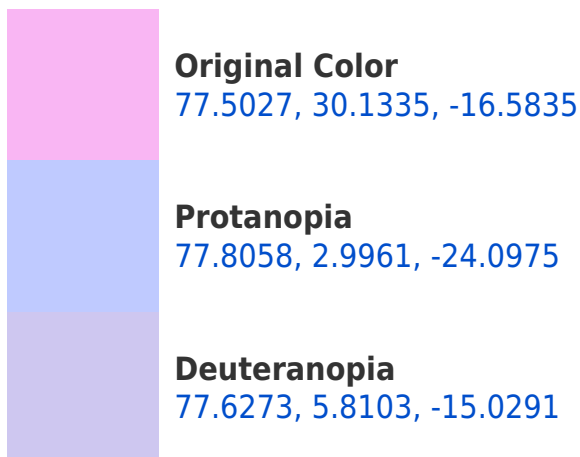 Original Color
77.5027, 30.1335, -16.5835
Protanopia
77.8058, 2.9961, -24.0975
Deuteranopia
77.6273, 5.8103, -15.0291